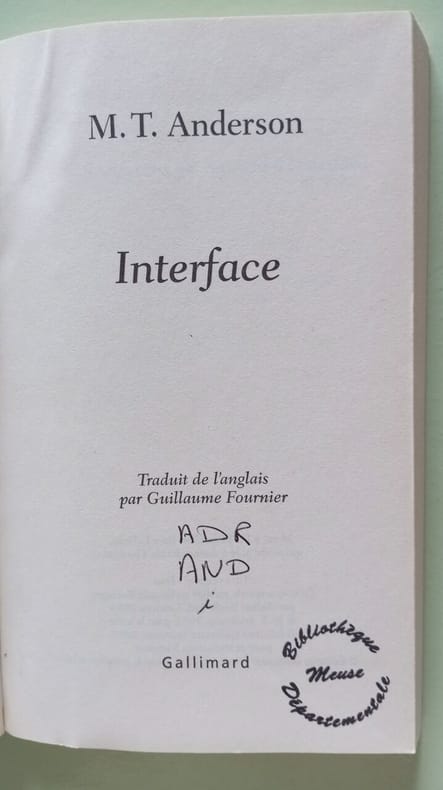 M. T. Anderson
Interface
Traduit de l'anglais
par Guillaume Fournier
ADR
AND
i
Gallimard
Bibliothèque
Meuse
Départementale